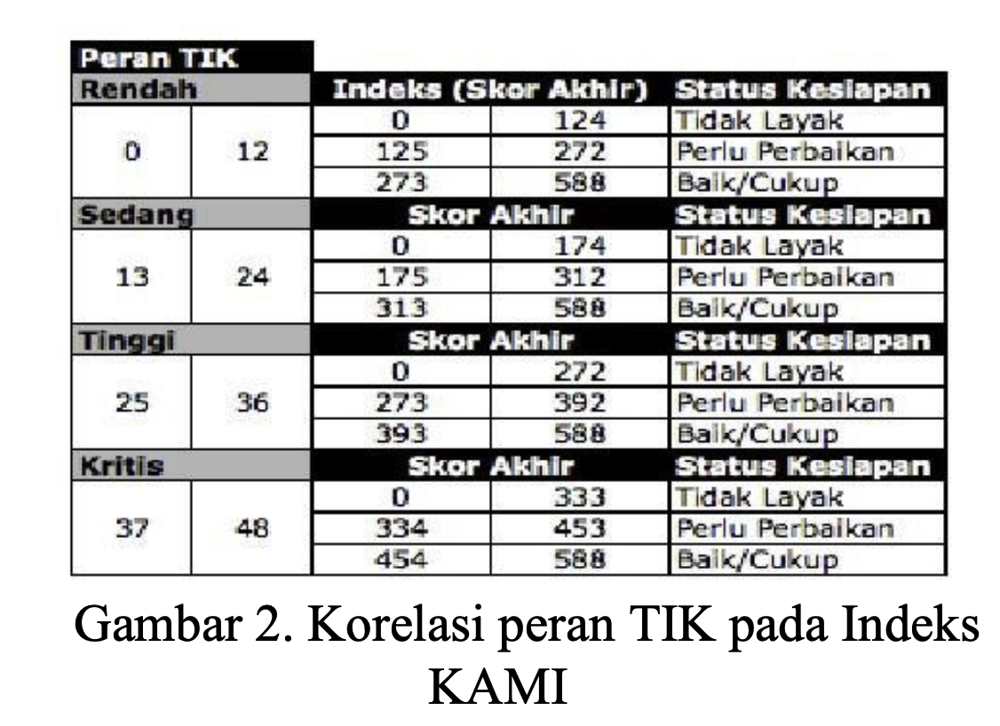 Peran TIK
Rendah Indeks (Skor Akhir) Status Kesiapan
0 124 Tidak Layak
0 12 125 272 Perlu Perbaikan
273 588 Baik/Cukup
Sedang Skor Akhir Status Kesiapan
0 174 Tidak Layak
13 24 175 312 Perlu Perbaikan
313 588 Baik/Cukup
Tinggi Skor Akhir Status Kesiapan
0 272 Tidak Layak
25 36 273 392 Perlu Perbaikan
393 588 Baik/Cukup
Kritis Skor Akhir Status Kesiapan
0 333 Tidak Layak
37 48 334 453 Perlu Perbaikan
454 588 Baik/Cukup
Gambar 2. Korelasi peran TIK pada Indeks
KAMI